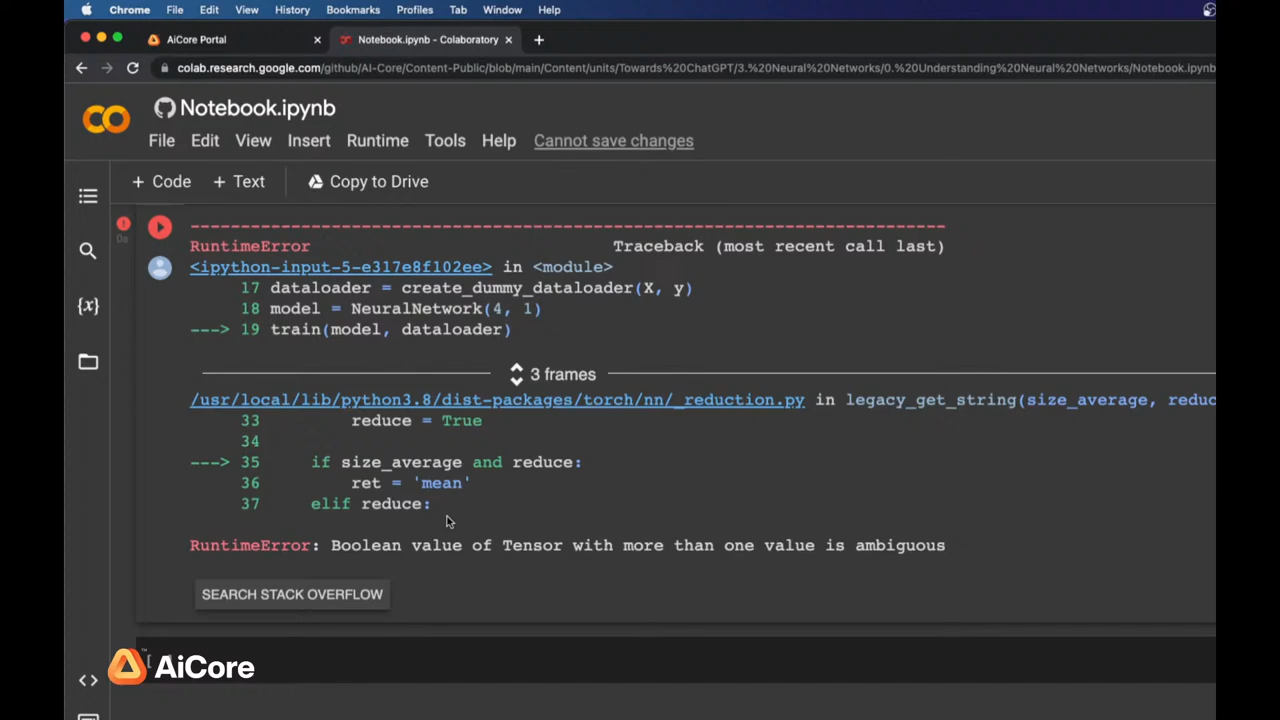 Chrome File Edit View History Bookmarks Profiles Tab Window Help
AiCore Portal × Notebook.ipynb - Colaboratory × +
colab.research.google.com/github/AI-Core/Content-Public/blob/main/Content/units/Towards%20ChatGPT/3.%20Neural%20Networks/0.%20Understanding%20Neural%20Networks/Notebook.ipynb
Notebook.ipynb
File Edit View Insert Runtime Tools Help Cannot save changes
+ Code + Text Copy to Drive
---------------------------------------------------------------------------
RuntimeError Traceback (most recent call last)
0s
<ipython-input-5-e317e8f102ee> in <module>
17 dataloader = create_dummy_dataloader(X, y)
18 model = NeuralNetwork(4, 1)
---> 19 train(model, dataloader)
3 frames
/usr/local/lib/python3.8/dist-packages/torch/nn/_reduction.py in legacy_get_string(size_average, reduc
33 reduce = True
34
---> 35 if size_average and reduce:
36 ret = 'mean'
37 elif reduce:
RuntimeError: Boolean value of Tensor with more than one value is ambiguous
SEARCH STACK OVERFLOW
AiCore